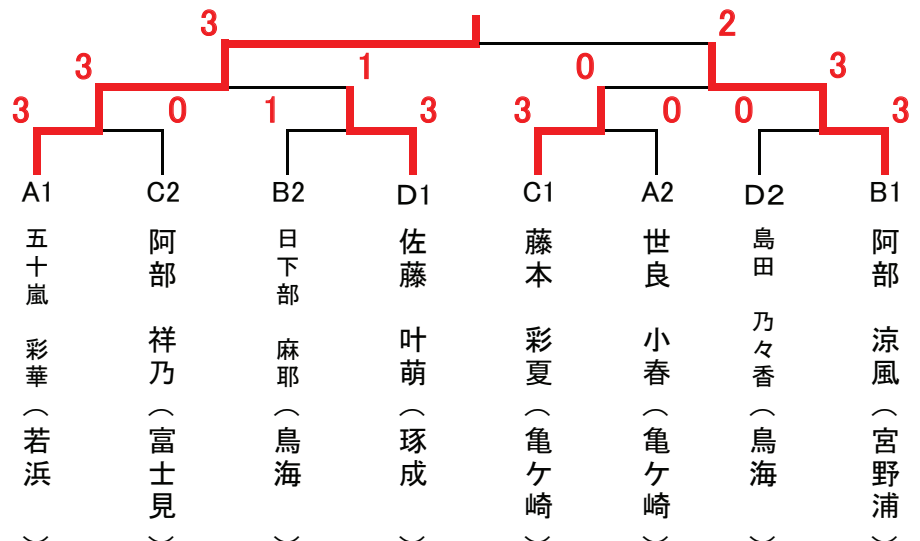 3 2
3 1 0 3
3 0 1 3 3 0 0 3
A1 C2 B2 D1 C1 A2 D2 B1
五十嵐 彩華（若浜）
阿部 祥乃（富士見）
日下部 麻耶（鳥海）
佐藤 叶萌（琢成）
藤本 彩夏（亀ケ崎）
世良 小春（亀ケ崎）
島田 乃々香（鳥海）
阿部 涼風（宮野浦）